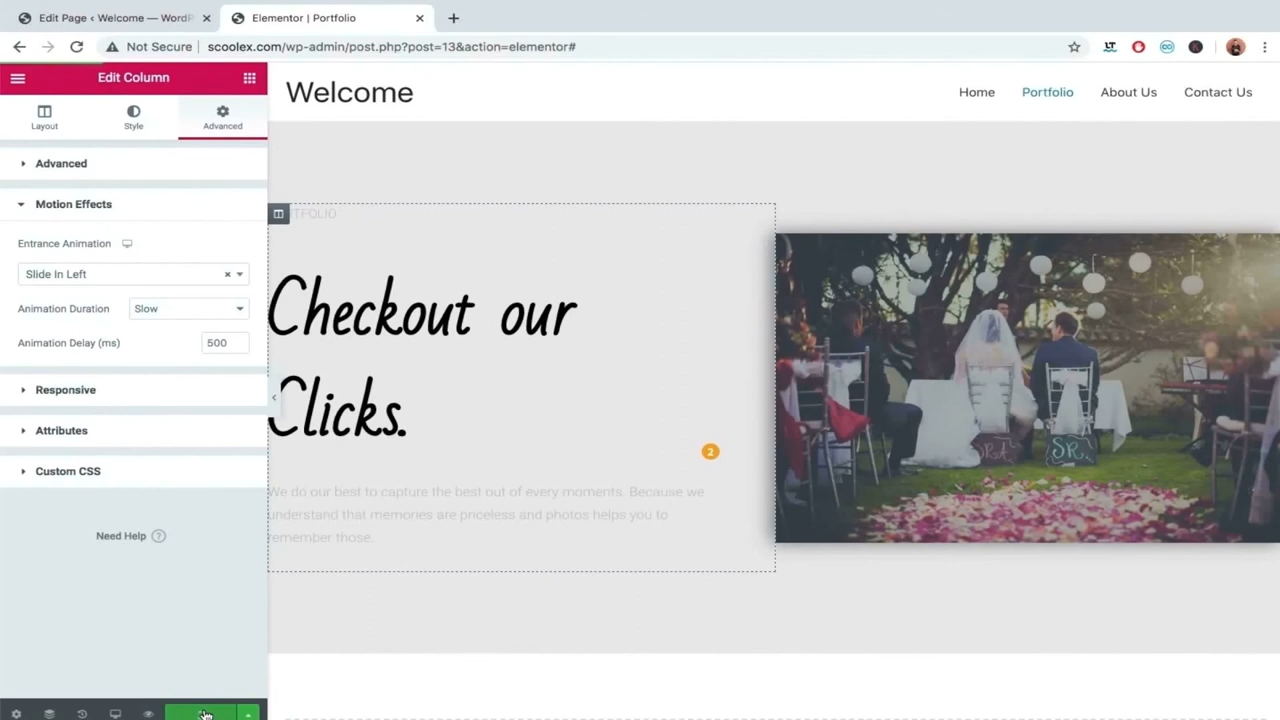 Edit Page ‹ Welcome — WordP
Elementor | Portfolio
Not Secure
scoolex.com/wp-admin/post.php?post=13&action=elementor#
Edit Column
Layout
Style
Advanced
Advanced
Motion Effects
Entrance Animation
Slide In Left
Animation Duration
Slow
Animation Delay (ms)
500
Responsive
Attributes
Custom CSS
Need Help
Welcome
Home
Portfolio
About Us
Contact Us
TFOLIO
Checkout our
Clicks.
2
We do our best to capture the best out of every moments. Because we
understand that memories are priceless and photos helps you to
remember those.
SR